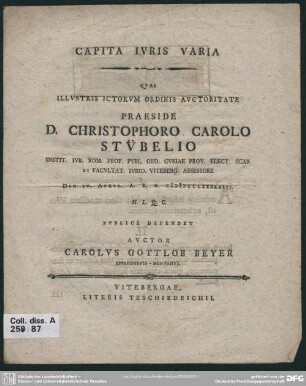 CAPITA IVRIS VARIA
QVAE
ILLVSTRIS ICTORVM ORDINIS AVCTORITATE
PRAESIDE
D. CHRISTOPHORO CAROLO
STVBELIO
INSTIT. IVR. ROM. PROF. PVBL. ORD. CVRIAE PROV. ELECT. SCAB.
ET FACVLTAT. IVRID. VITEBERG. ASSESSORE
H. L. Q. C.
PVBLICE DEFENDET
AVCTOR
CAROLVS GOTTLOB BEYER
VITEBERGAE,
LITERIS TZSCHIEDRICHII.
Coll. diss. A
259 : 87